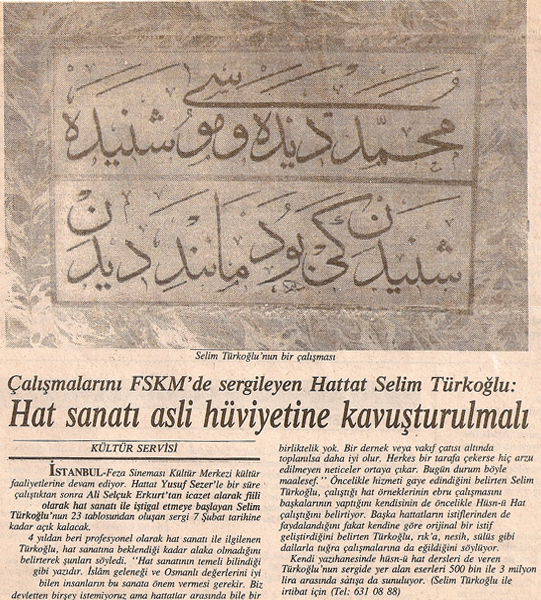 محمد دیده و موسی شنیده
شنیدن کی بود مانند دیدن
Selim Türkoğlu'nun bir çalışması
Çalışmalarını FSKM'de sergileyen Hattat Selim Türkoğlu:
Hat sanatı asli hüviyetine kavuşturulmalı
KÜLTÜR SERVİSİ
İSTANBUL-Feza Sineması Kültür Merkezi kültür
faaliyetlerine devam ediyor. Hattat Yusuf Sezer'le bir süre
çalıştıktan sonra Ali Selçuk Erkurt'tan icazet alarak fiili
olarak hat sanatı ile iştigal etmeye başlayan Selim
Türkoğlu'nun 23 tablosundan oluşan sergi 7 Şubat tarihine
kadar açık kalacak.
4 yıldan beri profesyonel olarak hat sanatı ile ilgilenen
Türkoğlu, hat sanatına beklendiği kadar alaka olmadığını
belirterek şunları söyledi. "Hat sanatının temeli bilindiği
gibi yazıdır. İslâm geleneği ve Osmanlı değerlerini iyi
bilen insanların bu sanata önem vermesi gerekir. Biz
devletten birşey istemiyoruz ama hattatlar arasında bile bir
birliktelik yok. Bir dernek veya vakıf çatısı altında
toplanılsa daha iyi olur. Herkes bir tarafa çekerse hiç arzu
edilmeyen neticeler ortaya çıkar. Bugün durum böyle
maalesef." Öncelikle hizmeti gaye edindiğini belirten Selim
Türkoğlu, çalıştığı hat örneklerinin ebru çalışmasını
başkalarının yaptığını kendisinin de öncelikle Hüsn-ü Hat
çalıştığını belirtiyor. Başka hattatların istiflerinden de
faydalandığını fakat kendine göre orijinal bir istif
geliştirdiğini belirten Türkoğlu, rık'a, nesih, sülüs gibi
dallarla tuğra çalışmalarına da eğildiğini söylüyor.
Kendi yazıhanesinde hüsn-ü hat dersleri de veren
Türkoğlu'nun sergide yer alan eserleri 500 bin ile 3 milyon
lira arasında satışa da sunuluyor. (Selim Türkoğlu ile
irtibat için (Tel: 631 08 88)